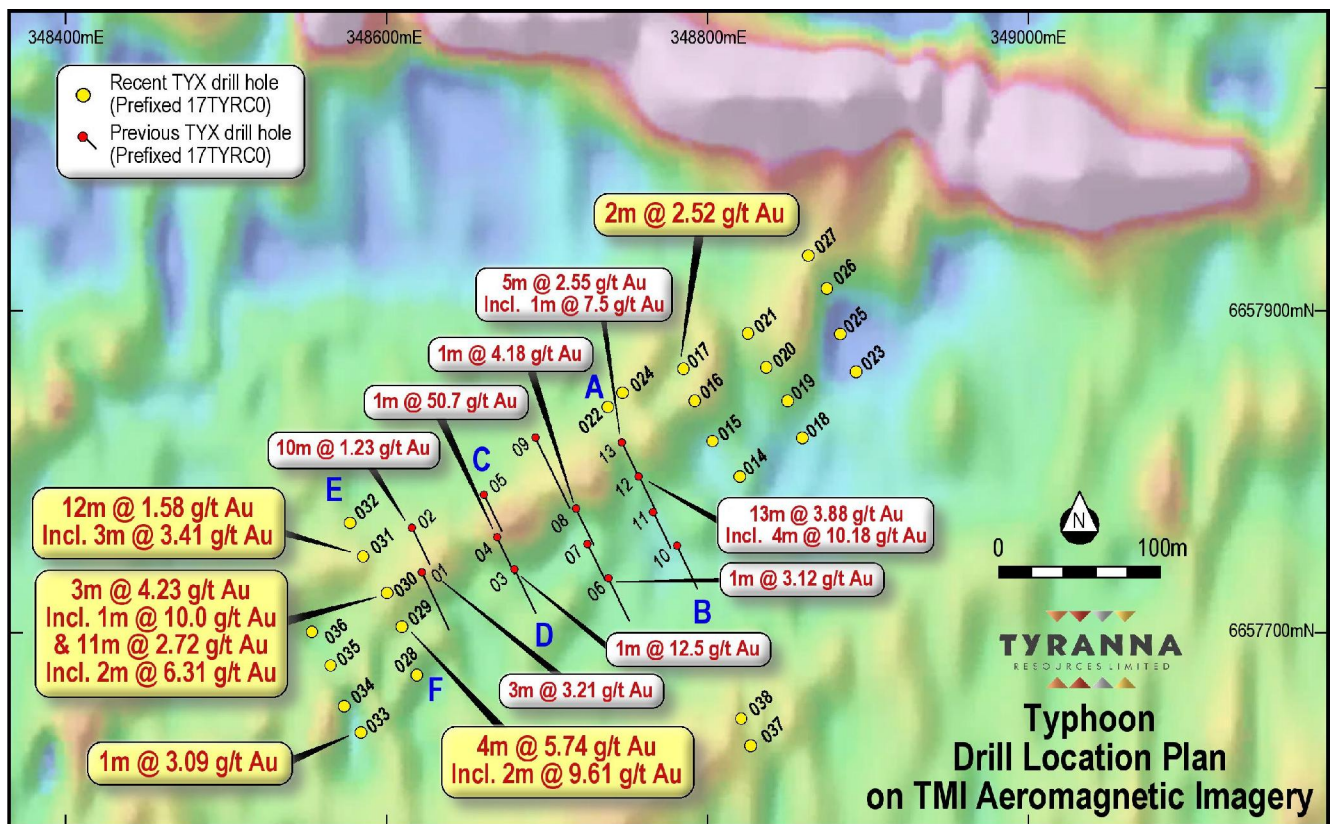 348400mE
348600mE
348800mE
349000mE
Recent TYX drill hole
(Prefixed 17TYRC0)
Previous TYX drill hole
(Prefixed 17TYRC0)
2m @ 2.52 g/t Au
027
026
5m @ 2.55 g/t Au
Incl. 1m @ 7.5 g/t Au
6657900mN
021
025
1m @ 4.18 g/t Au
017
020
023
A
024
1m @ 50.7 g/t Au
022
016
019
10m @ 1.23 g/t Au
09
13
015
018
C
05
12
014
E
12m @ 1.58 g/t Au
Incl. 3m @ 3.41 g/t Au
032
02
08
11
13m @ 3.88 g/t Au
Incl. 4m @ 10.18 g/t Au
N
031
04
07
10
0
100m
3m @ 4.23 g/t Au
Incl. 1m @ 10.0 g/t Au
& 11m @ 2.72 g/t Au
Incl. 2m @ 6.31 g/t Au
030
01
03
06
1m @ 3.12 g/t Au
B
029
D
036
6657700mN
1m @ 12.5 g/t Au
TYRANNA
RESOURCES LIMITED
035
028
F
3m @ 3.21 g/t Au
034
033
038
037
1m @ 3.09 g/t Au
4m @ 5.74 g/t Au
Incl. 2m @ 9.61 g/t Au
Typhoon
Drill Location Plan
on TMI Aeromagnetic Imagery